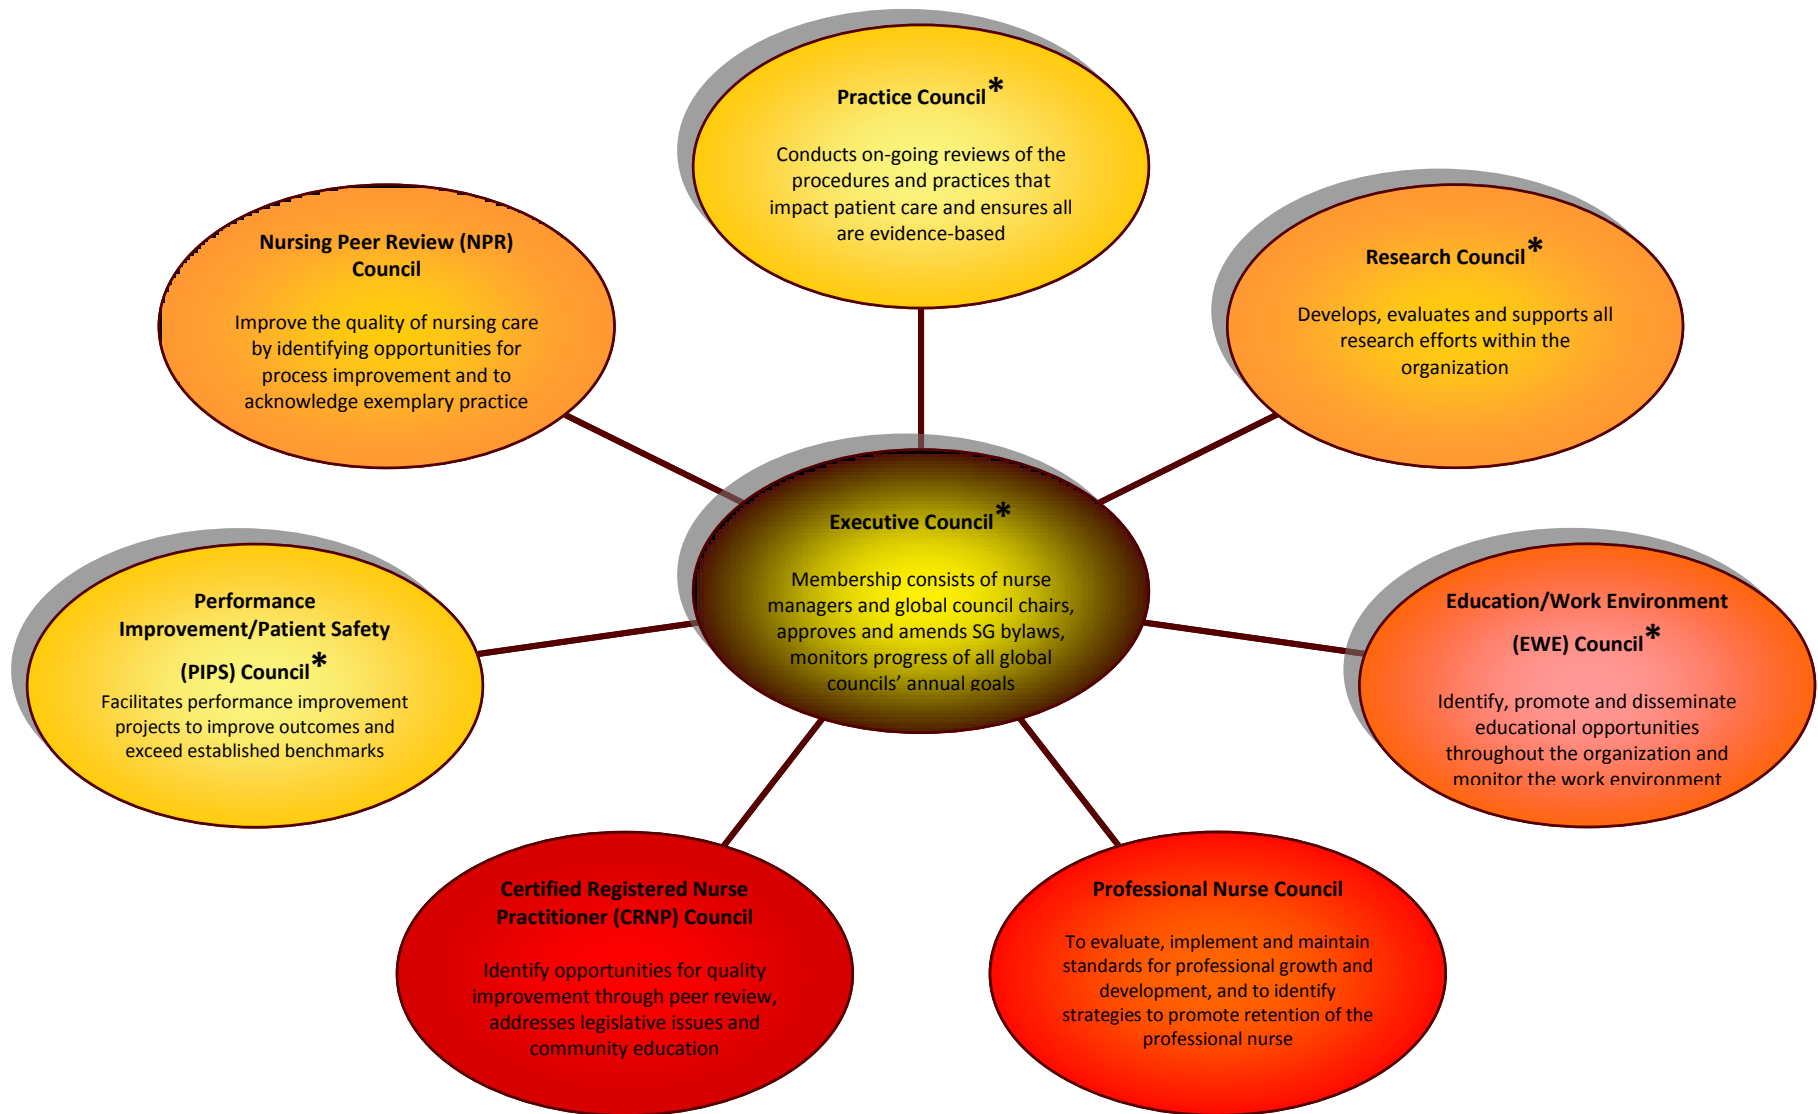 Practice Council*
Conducts on-going reviews of the
procedures and practices that
impact patient care and ensures all
are evidence-based
Nursing Peer Review (NPR)
Council
Improve the quality of nursing care
by identifying opportunities for
process improvement and to
acknowledge exemplary practice
Research Council*
Develops, evaluates and supports all
research efforts within the
organization
Executive Council*
Membership consists of nurse
managers and global council chairs,
approves and amends SG bylaws,
monitors progress of all global
councils’ annual goals
Performance
Improvement/Patient Safety
(PIPS) Council*
Facilitates performance improvement
projects to improve outcomes and
exceed established benchmarks
Education/Work Environment
(EWE) Council*
Identify, promote and disseminate
educational opportunities
throughout the organization and
monitor the work environment
Certified Registered Nurse
Practitioner (CRNP) Council
Identify opportunities for quality
improvement through peer review,
addresses legislative issues and
community education
Professional Nurse Council
To evaluate, implement and maintain
standards for professional growth and
development, and to identify
strategies to promote retention of the
professional nurse